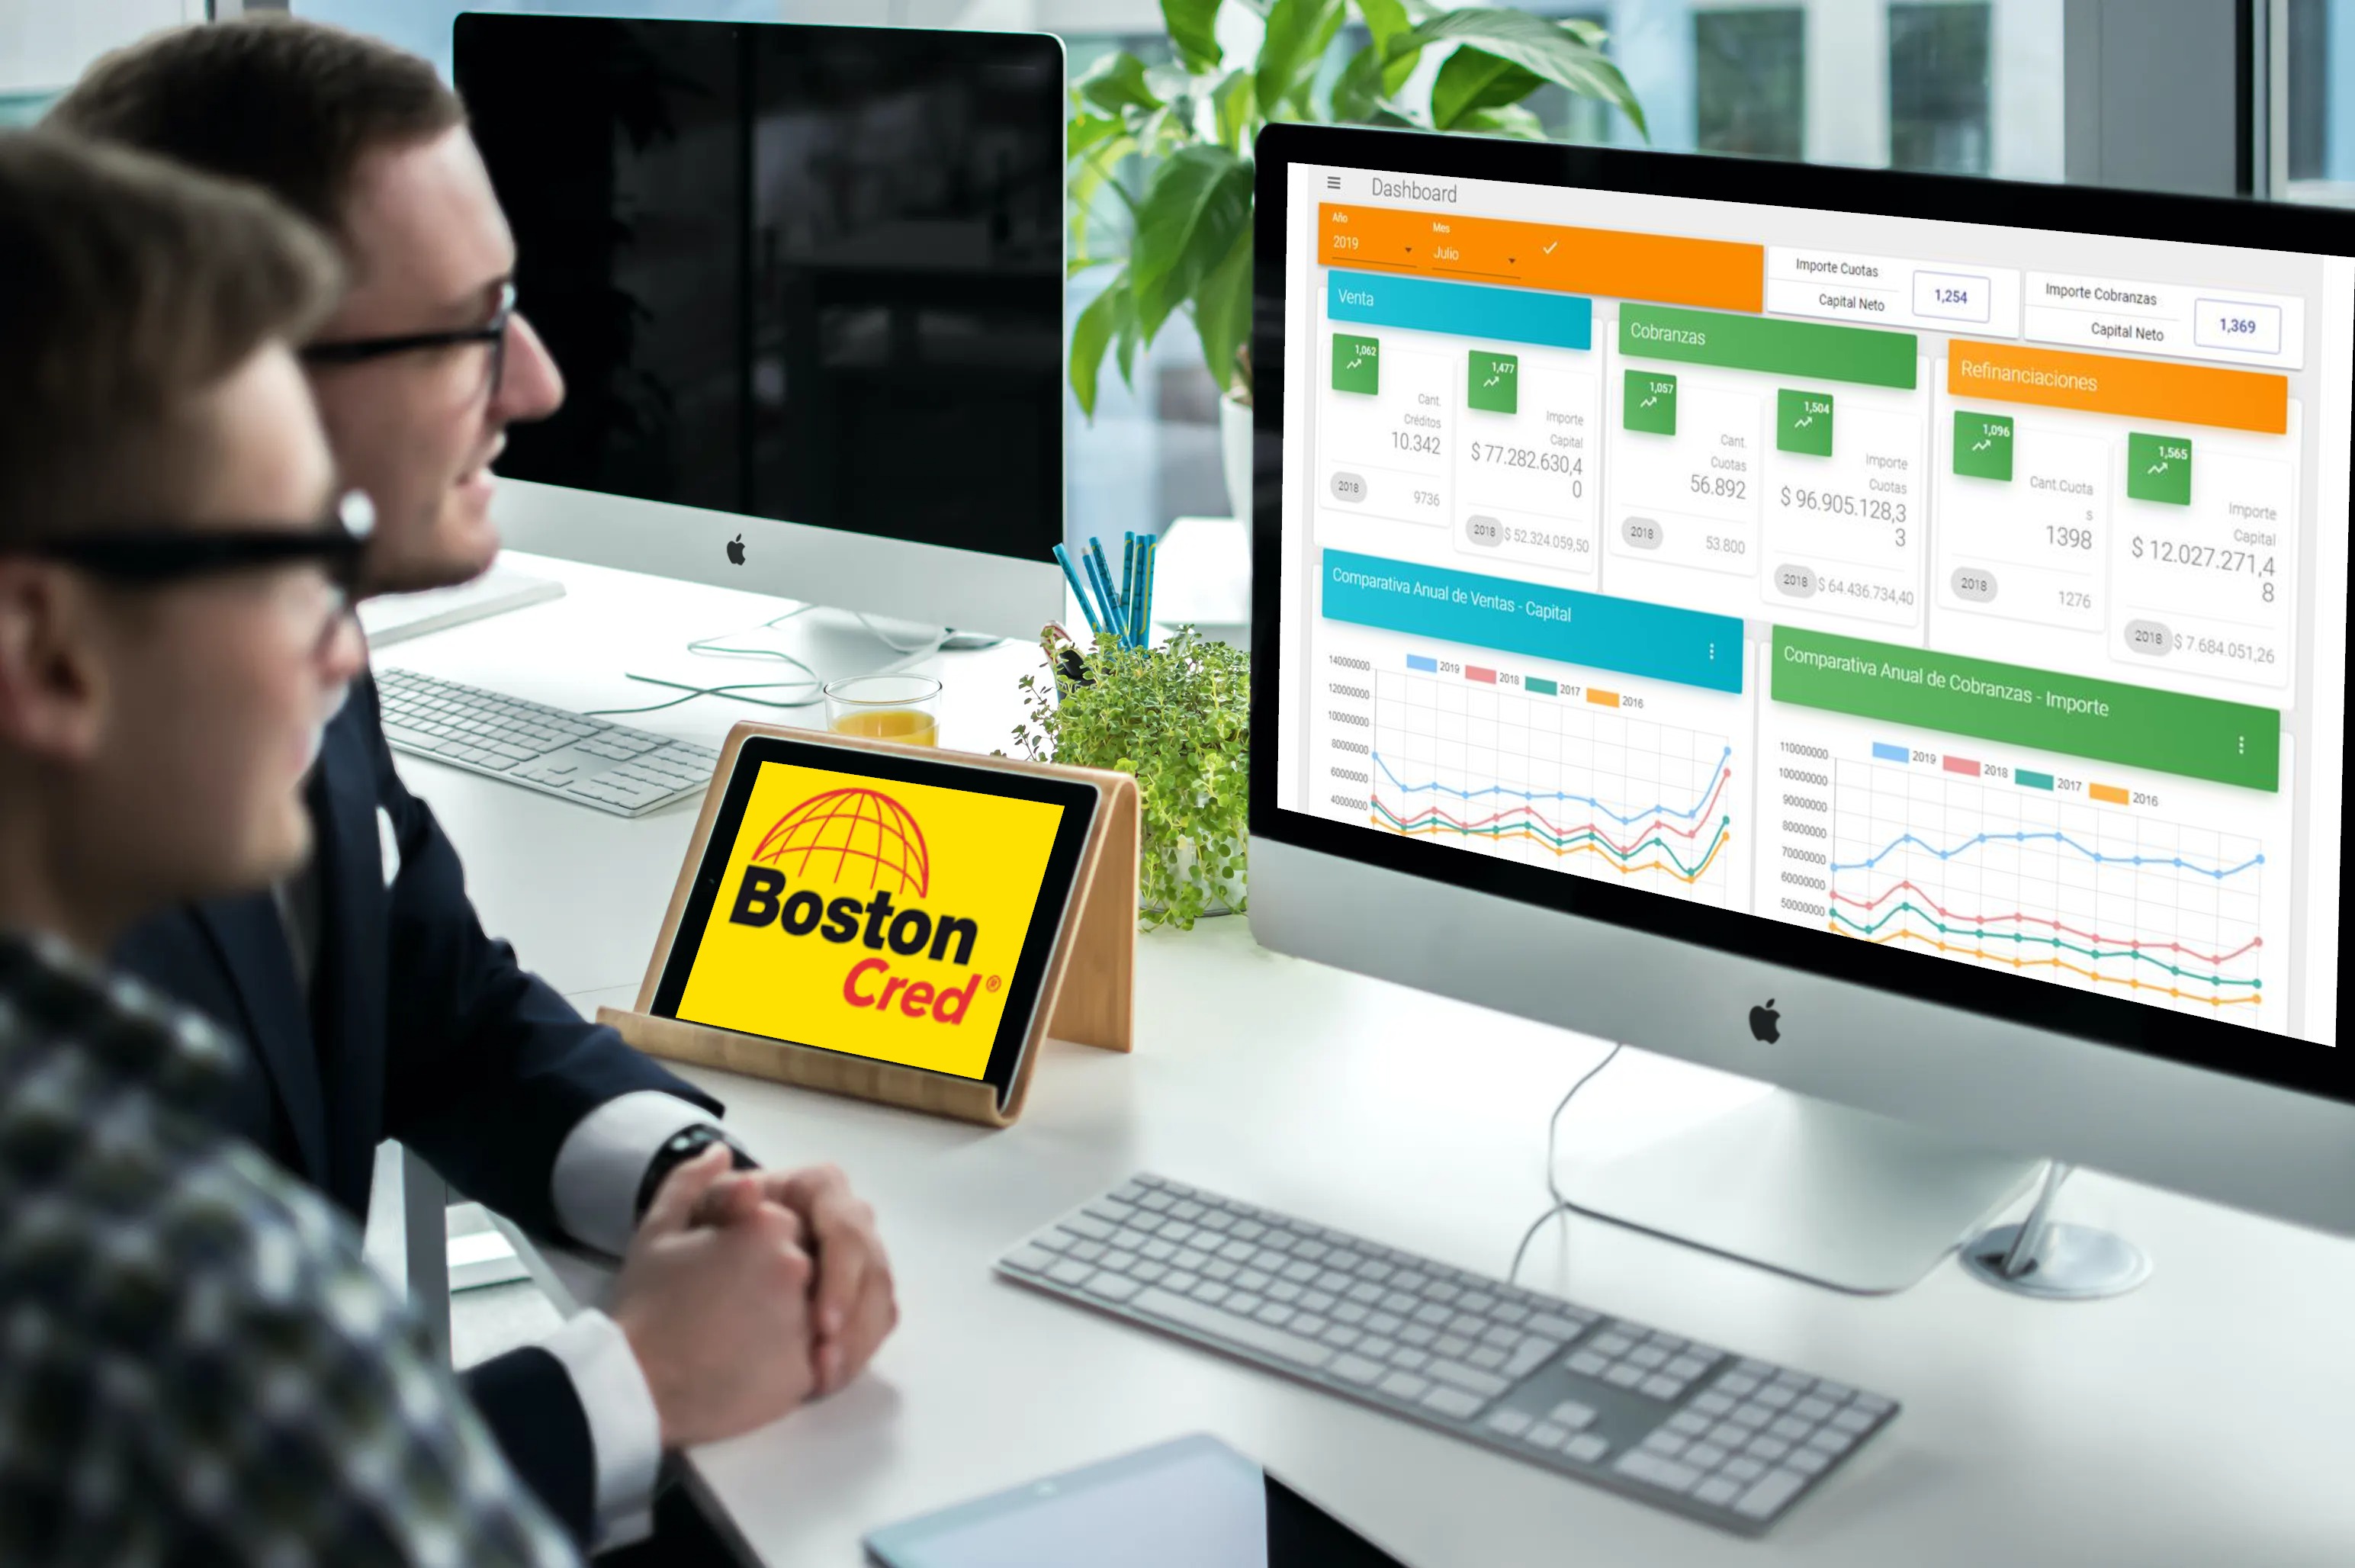 Boston
Cred®
Dashboard
Año
2019
Mes
Julio
Importe Cuotas
Capital Neto
1,254
Importe Cobranzas
Capital Neto
1,369
Venta
1,062
Cant.
Créditos
10.342
2018
9736
1,477
Importe
Capital
$ 77.282.630,4
0
2018
$ 52.324.059,50
Cobranzas
1,057
Cant.
Cuotas
56.892
2018
53.800
1,504
Importe
Cuotas
$ 96.905.128,3
3
2018
$ 64.436.734,40
Refinanciaciones
1,096
Cant.Cuota
s
1398
2018
1276
1,565
Importe
Capital
$ 12.027.271,4
8
2018
$ 7.684.051,26
Comparativa Anual de Ventas - Capital
2019
2018
2017
2016
140000000
120000000
100000000
80000000
60000000
40000000
Comparativa Anual de Cobranzas - Importe
2019
2018
2017
2016
110000000
100000000
90000000
80000000
70000000
60000000
50000000